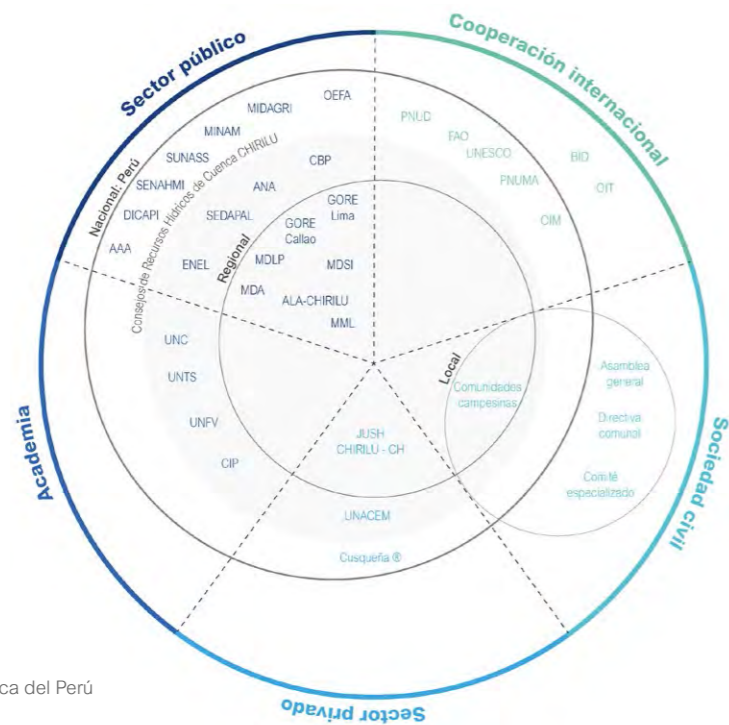 Sector público
Cooperación internacional
Sociedad civil
Sector privado
Academia
Nacional: Perú
Consejos de Recursos Hídricos de Cuenca CHIRILU
Regional
Local
OEFA
MIDAGRI
MINAM
SUNASS
SENAHMI
DICAPI
AAA
CBP
ANA
SEDAPAL
ENEL
GORE
Lima
GORE
Callao
MDLP
MDSI
MDA
ALA-CHIRILU
MML
PNUD
FAO
UNESCO
PNUMA
CIM
BID
OIT
Comunidades
campesinas
Asamblea
general
Directiva
comunal
Comité
especializado
JUSH
CHIRILU - CH
UNACEM
Cusqueña ®
UNC
UNTS
UNFV
CIP
ca del Perú